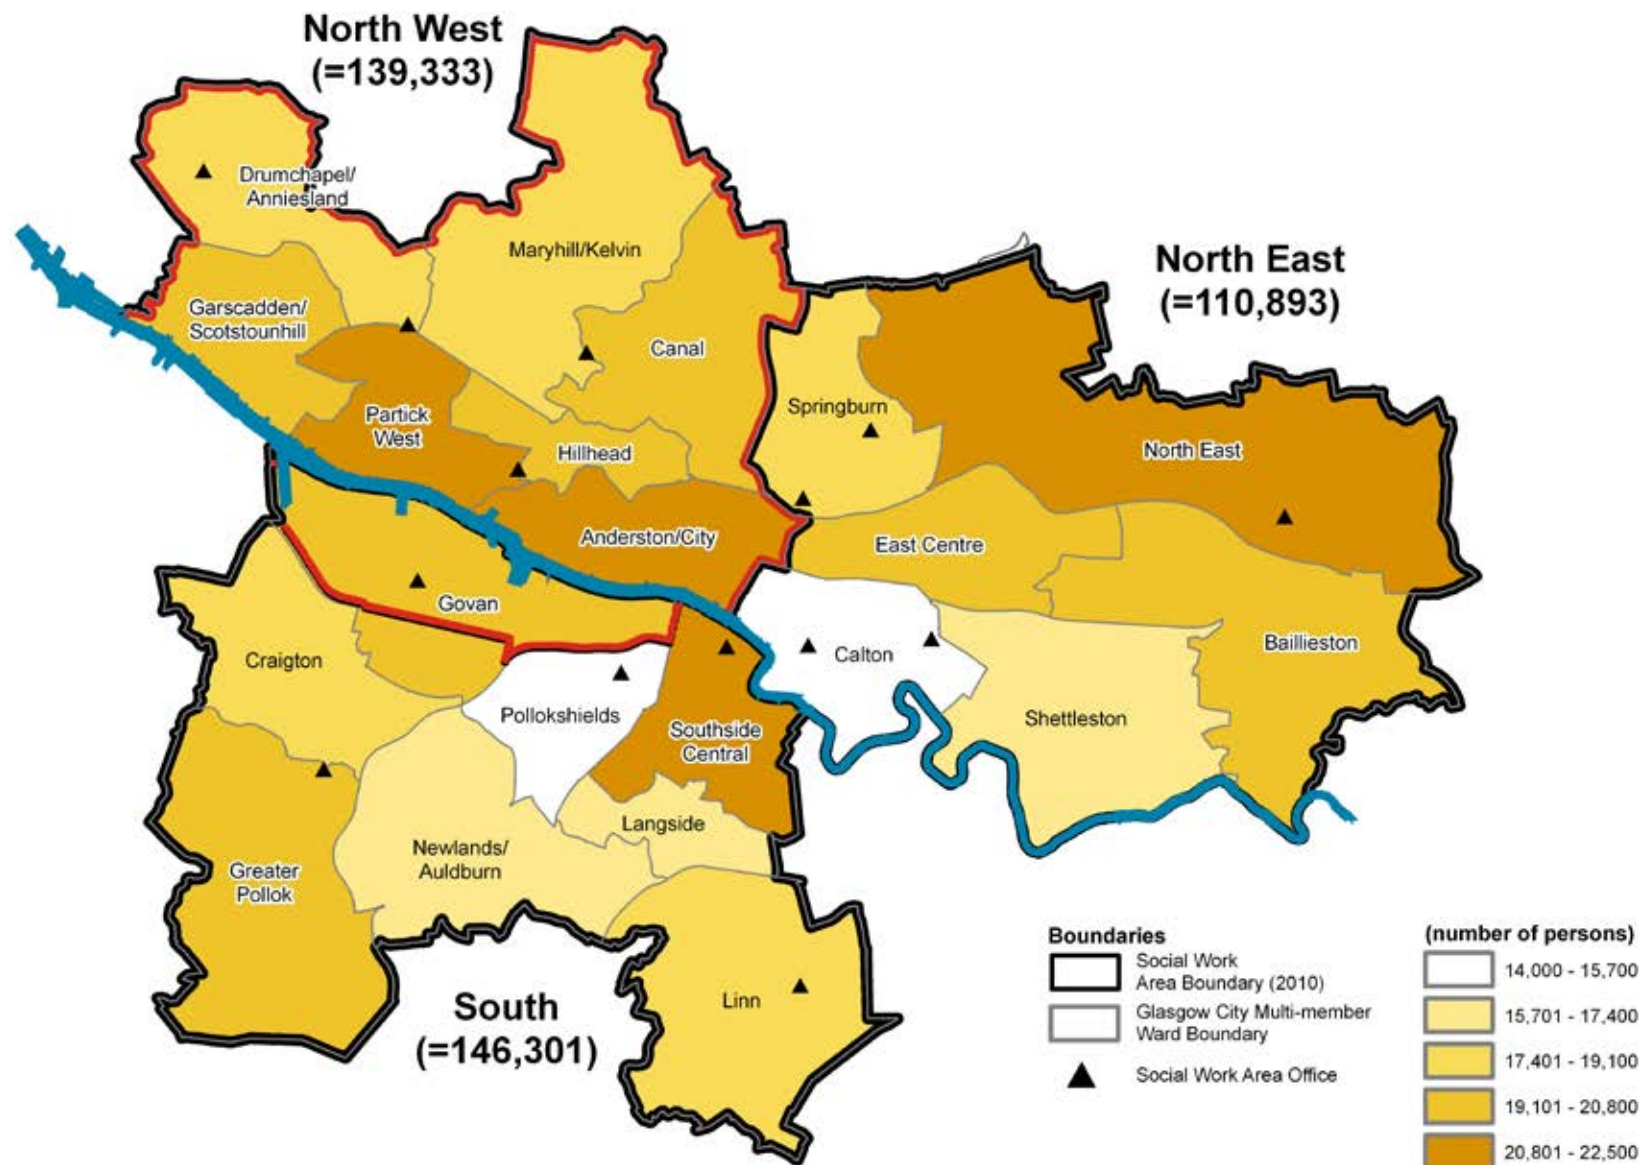 North West
(=139,333)
Drumchapel/
Anniesland
Maryhill/Kelvin
North East
(=110,893)
Garscadden/
Scotstounhill
Canal
Springburn
Partick
West
Hillhead
North East
Anderston/City
East Centre
Govan
Craigton
Calton
Baillieston
Pollokshields
Southside
Central
Shettleston
Langside
Newlands/
Auldburn
Greater
Pollok
Linn
South
(=146,301)
Boundaries
Social Work
Area Boundary (2010)
Glasgow City Multi-member
Ward Boundary
Social Work Area Office
(number of persons)
14,000 - 15,700
15,701 - 17,400
17,401 - 19,100
19,101 - 20,800
20,801 - 22,500